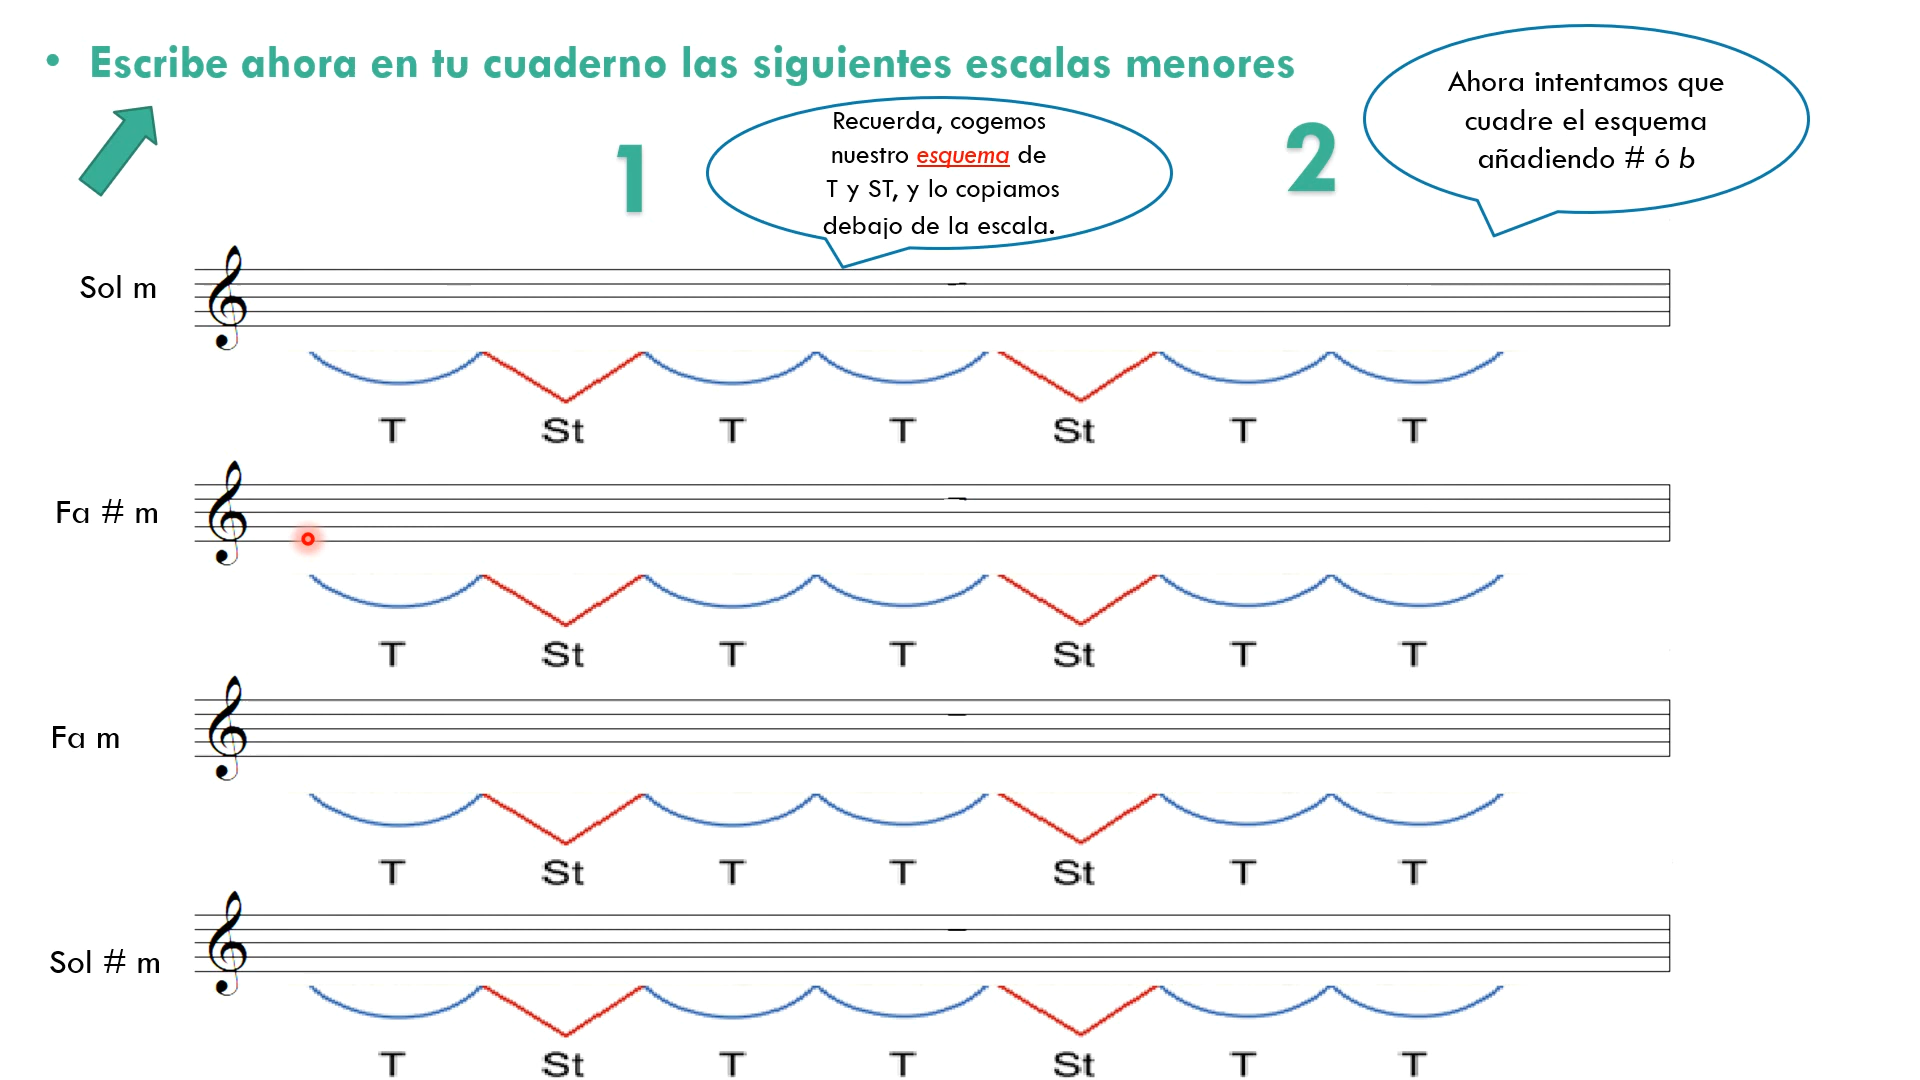 • Escribe ahora en tu cuaderno las siguientes escalas menores
1
Recuerda, cogemos
nuestro esquema de
T y ST, y lo copiamos
debajo de la escala.
2
Ahora intentamos que
cuadre el esquema
añadiendo # ó b
Sol m
T St T T St T T
Fa # m
T St T T St T T
Fa m
T St T T St T T
Sol # m
T St T T St T T